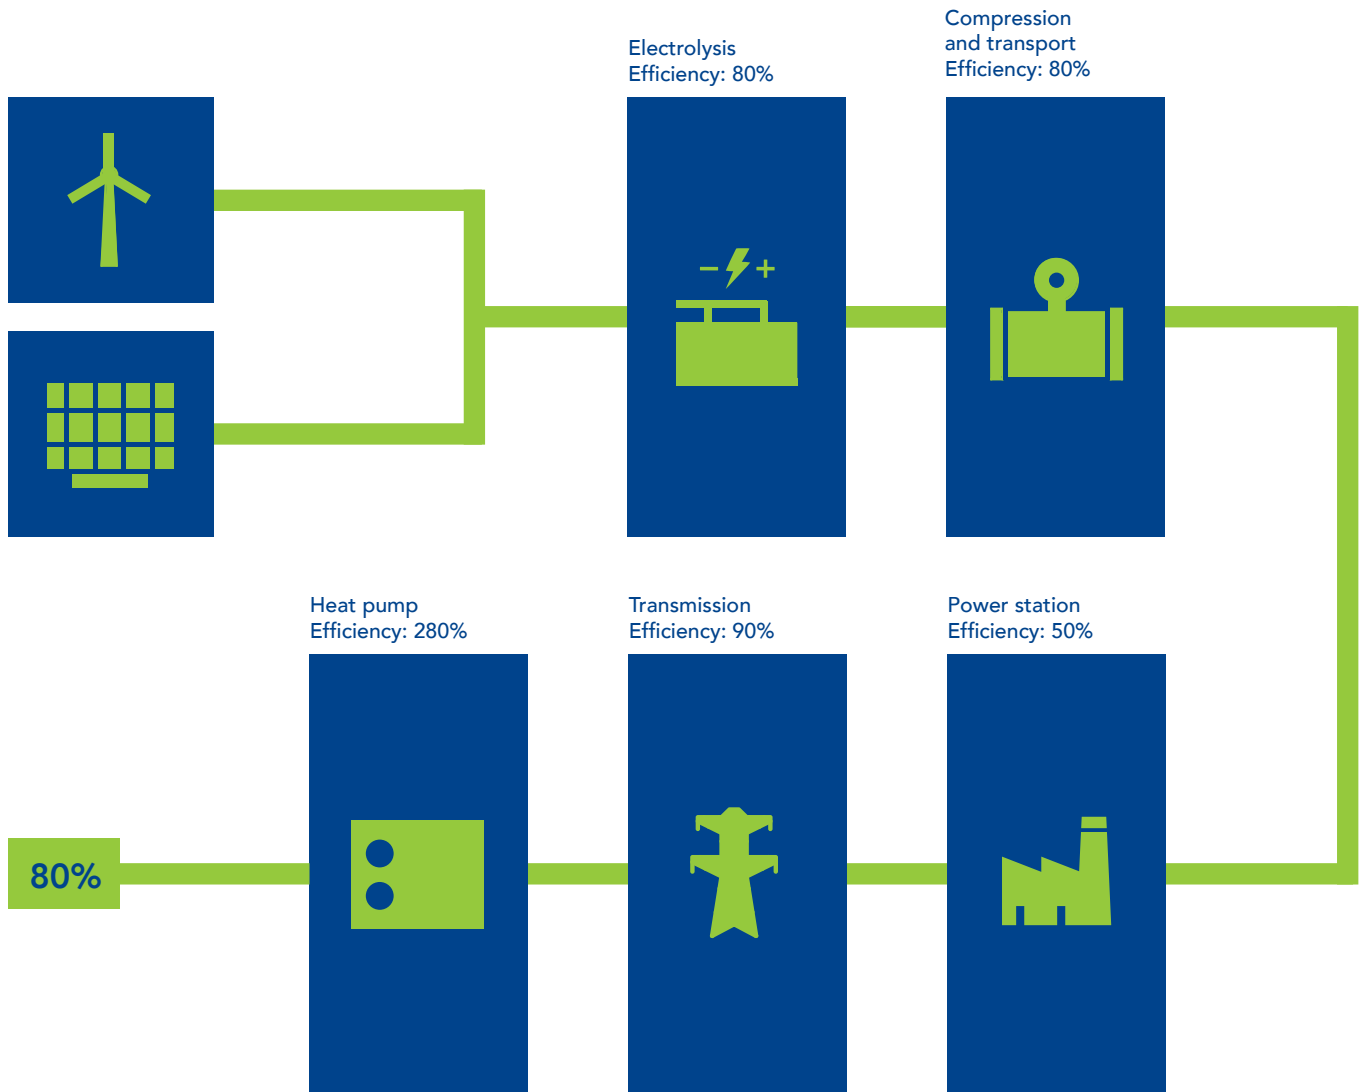 Electrolysis
Efficiency: 80%
Compression
and transport
Efficiency: 80%
Heat pump
Efficiency: 280%
Transmission
Efficiency: 90%
Power station
Efficiency: 50%
80%